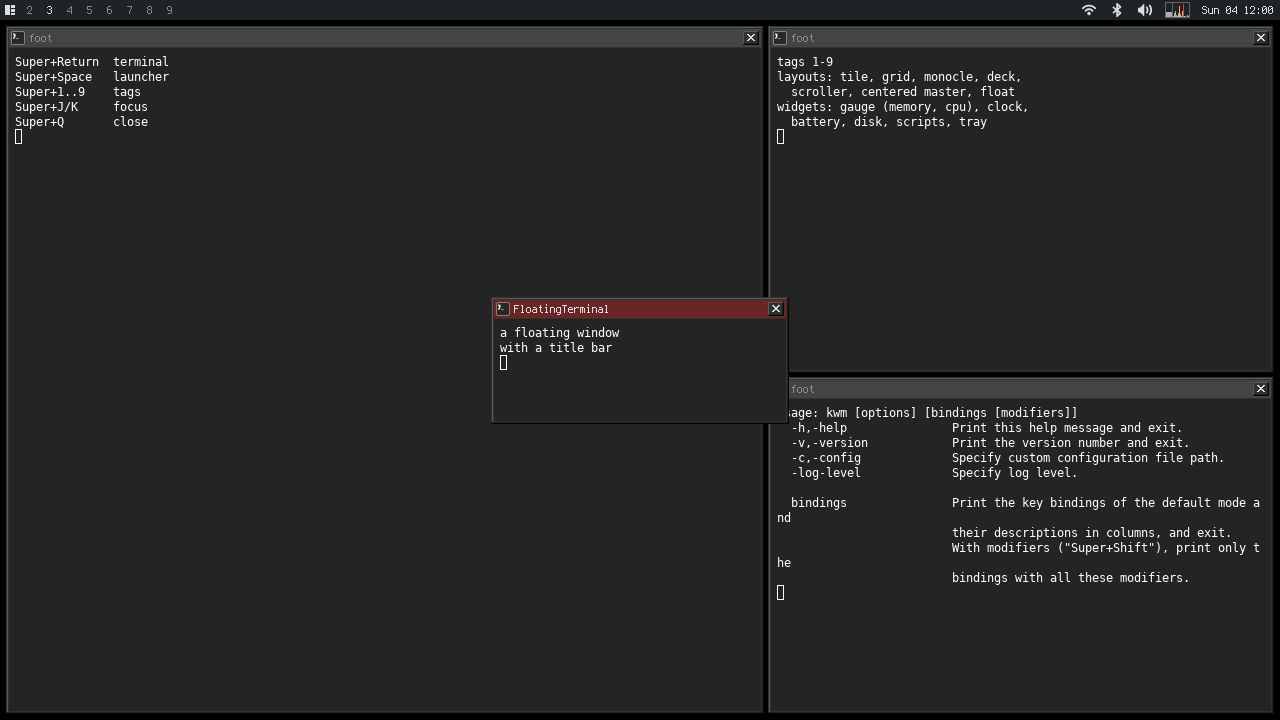 2 3 4 5 6 7 8 9 Sun 04 12:00
foot
Super+Return terminal
Super+Space launcher
Super+1..9 tags
Super+J/K focus
Super+Q close
foot
tags 1-9
layouts: tile, grid, monocle, deck,
scroller, centered master, float
widgets: gauge (memory, cpu), clock,
battery, disk, scripts, tray
FloatingTerminal
a floating window
with a title bar
foot
sage: kwm [options] [bindings [modifiers]]
-h,-help Print this help message and exit.
-v,-version Print the version number and exit.
-c,-config Specify custom configuration file path.
-log-level Specify log level.
bindings Print the key bindings of the default mode a
nd
their descriptions in columns, and exit.
With modifiers ("Super+Shift"), print only t
he
bindings with all these modifiers.